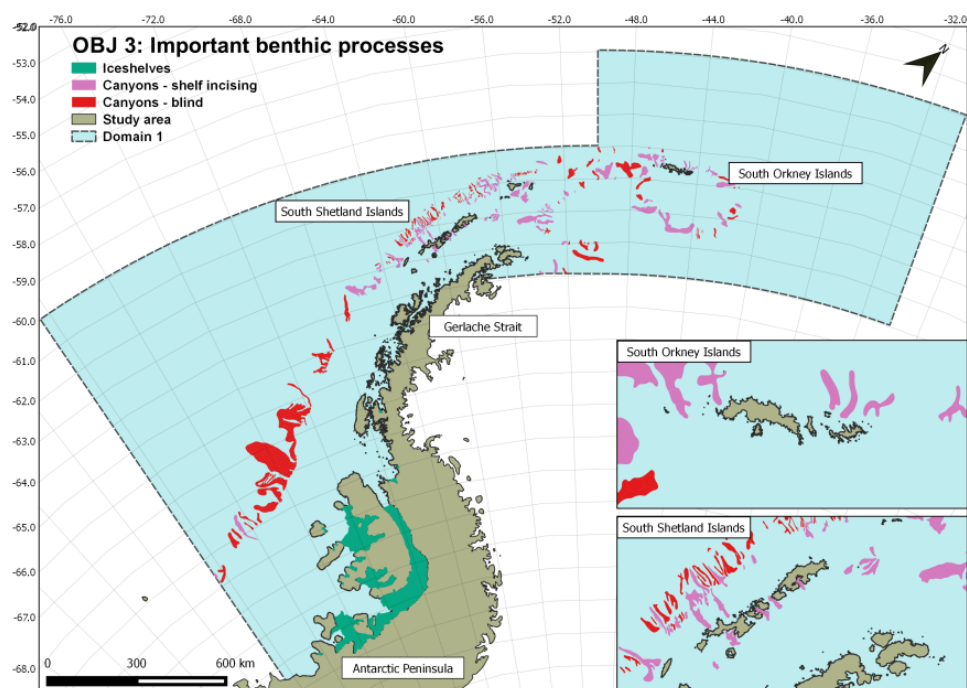 -76.0 -72.0 -68.0 -64.0 -60.0 -56.0 -52.0 -48.0 -44.0 -40.0 -36.0 -32.0
OBJ 3: Important benthic processes
Iceshelves
Canyons - shelf incising
Canyons - blind
Study area
Domain 1
N
-52.0
-53.0
-54.0
-55.0
-56.0
-57.0
-58.0
-59.0
-60.0
-61.0
-62.0
-63.0
-64.0
-65.0
-66.0
-67.0
-68.0
South Orkney Islands
South Shetland Islands
Gerlache Strait
Antarctic Peninsula
0 300 600 km
South Orkney Islands
South Shetland Islands